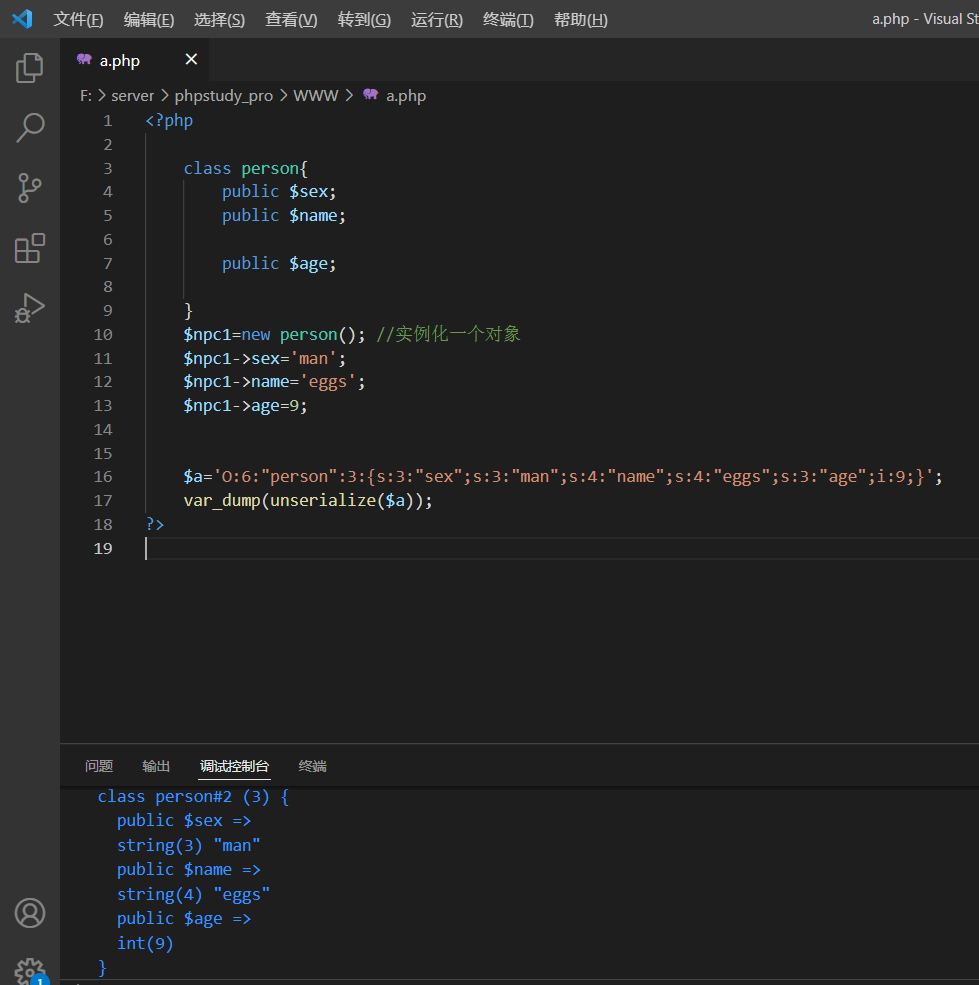 文件(F) 编辑(E) 选择(S) 查看(V) 转到(G) 运行(R) 终端(T) 帮助(H) a.php - Visual St
a.php ×
F: > server > phpstudy_pro > WWW > a.php
1 <?php
2
3 class person{
4 public $sex;
5 public $name;
6
7 public $age;
8
9 }
10 $npc1=new person(); //实例化一个对象
11 $npc1->sex='man';
12 $npc1->name='eggs';
13 $npc1->age=9;
14
15
16 $a='O:6:"person":3:{s:3:"sex";s:3:"man";s:4:"name";s:4:"eggs";s:3:"age";i:9;}';
17 var_dump(unserialize($a));
18 ?>
19
问题 输出 调试控制台 终端
class person#2 (3) {
public $sex =>
string(3) "man"
public $name =>
string(4) "eggs"
public $age =>
int(9)
}
1